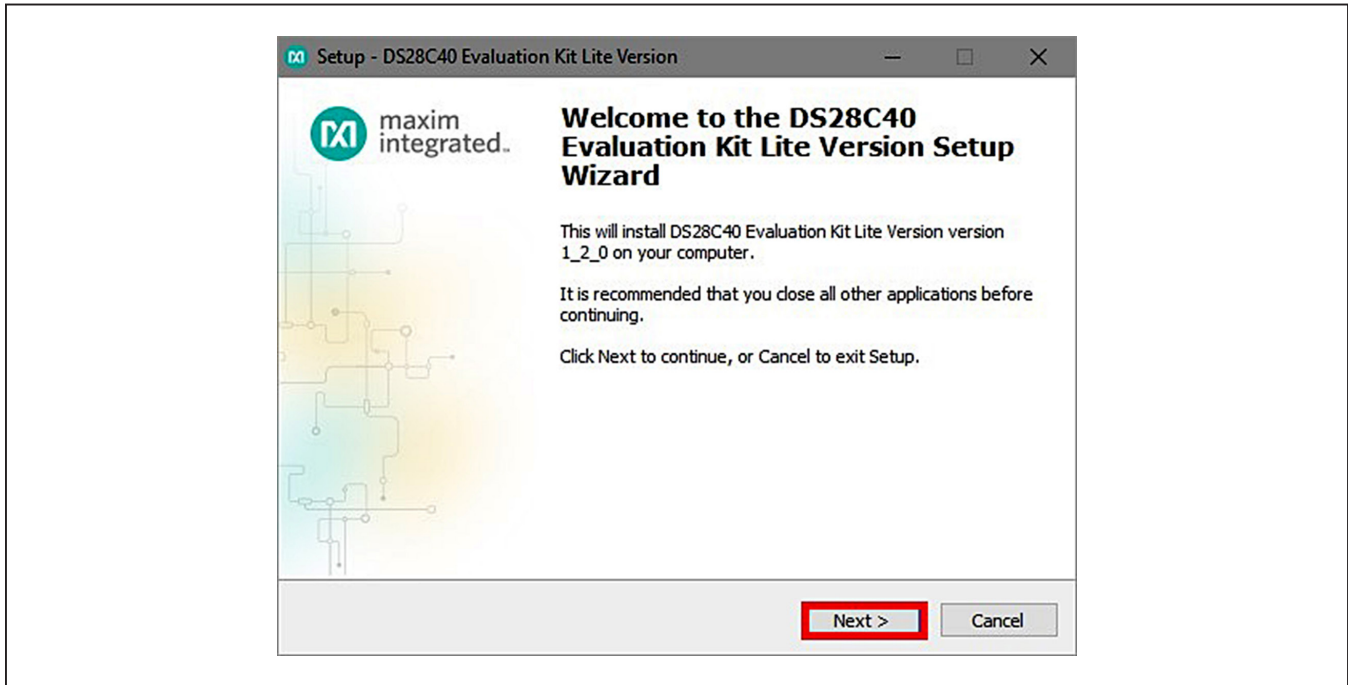 Setup - DS28C40 Evaluation Kit Lite Version
maxim
integrated™
Welcome to the DS28C40
Evaluation Kit Lite Version Setup
Wizard
This will install DS28C40 Evaluation Kit Lite Version version
1_2_0 on your computer.
It is recommended that you close all other applications before
continuing.
Click Next to continue, or Cancel to exit Setup.
Next >
Cancel